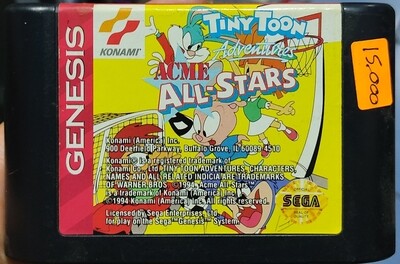 GENESIS
KONAMI
TINY TOON
Adventures
ACME
ALL-STARS
15.000
Konami (America) Inc.
900 Deerfield Parkway, Buffalo Grove, IL 60089-4510
Konami® is a registered trademark of
Konami Co., Ltd. TINY TOON ADVENTURES, CHARACTERS,
NAMES AND ALL RELATED INDICIA ARE TRADEMARKS
OF WARNER BROS ©1994. Acme All-Stars™
is a trademark of Konami (America) Inc.
©1994 Konami (America) Inc. All rights reserved.
Licensed by Sega Enterprises, Ltd.
for play on the Sega™ Genesis™ System.
SEGA